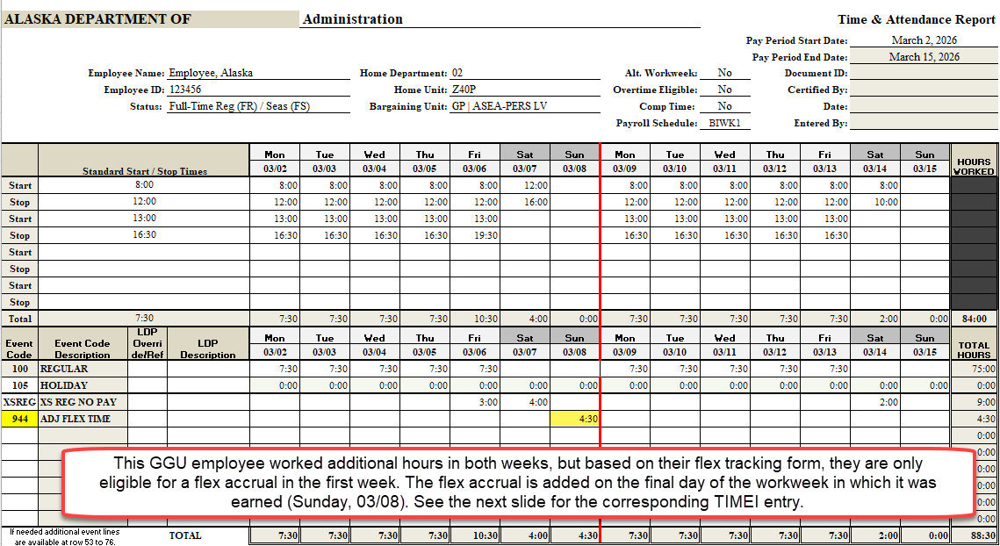 ALASKA DEPARTMENT OF Administration Time & Attendance Report
Pay Period Start Date: March 2, 2026
Pay Period End Date: March 15, 2026
Employee Name: Employee, Alaska Home Department: 02 Alt. Workweek: No Document ID:
Employee ID: 123456 Home Unit: Z40P Overtime Eligible: No Certified By:
Status: Full-Time Reg (FR) / Seas (FS) Bargaining Unit: GP | ASEA-PERS LV Comp Time: No Date:
Payroll Schedule: BIWK1 Entered By:
Mon Tue Wed Thu Fri Sat Sun Mon Tue Wed Thu Fri Sat Sun
Standard Start / Stop Times 03/02 03/03 03/04 03/05 03/06 03/07 03/08 03/09 03/10 03/11 03/12 03/13 03/14 03/15 HOURS WORKED
Start 8:00 8:00 8:00 8:00 8:00 8:00 12:00 8:00 8:00 8:00 8:00 8:00 8:00
Stop 12:00 12:00 12:00 12:00 12:00 12:00 16:00 12:00 12:00 12:00 12:00 12:00 10:00
Start 13:00 13:00 13:00 13:00 13:00 13:00 13:00 13:00 13:00 13:00 13:00
Stop 16:30 16:30 16:30 16:30 16:30 19:30 16:30 16:30 16:30 16:30 16:30
Start
Stop
Start
Stop
Total 7:30 7:30 7:30 7:30 7:30 10:30 4:00 0:00 7:30 7:30 7:30 7:30 7:30 2:00 0:00 84:00
Event Code Event Code Description LDP Overri de/Ref LDP Description Mon Tue Wed Thu Fri Sat Sun Mon Tue Wed Thu Fri Sat Sun
03/02 03/03 03/04 03/05 03/06 03/07 03/08 03/09 03/10 03/11 03/12 03/13 03/14 03/15 TOTAL HOURS
100 REGULAR 7:30 7:30 7:30 7:30 7:30 7:30 7:30 7:30 7:30 7:30 75:00
105 HOLIDAY 0:00 0:00 0:00 0:00 0:00 0:00 0:00 0:00 0:00 0:00 0:00 0:00 0:00 0:00 0:00
XSREG XS REG NO PAY 3:00 4:00 2:00 9:00
944 ADJ FLEX TIME 4:30 4:30
0:00
0:00
This GGU employee worked additional hours in both weeks, but based on their flex tracking form, they are only
0:00
eligible for a flex accrual in the first week. The flex accrual is added on the final day of the workweek in which it was
0:00
earned (Sunday, 03/08). See the next slide for the corresponding TIMEI entry.
0:00
0:00
If needed additional event lines
are available at row 53 to 76.
TOTAL 7:30 7:30 7:30 7:30 10:30 4:00 4:30 7:30 7:30 7:30 7:30 7:30 2:00 0:00 88:30